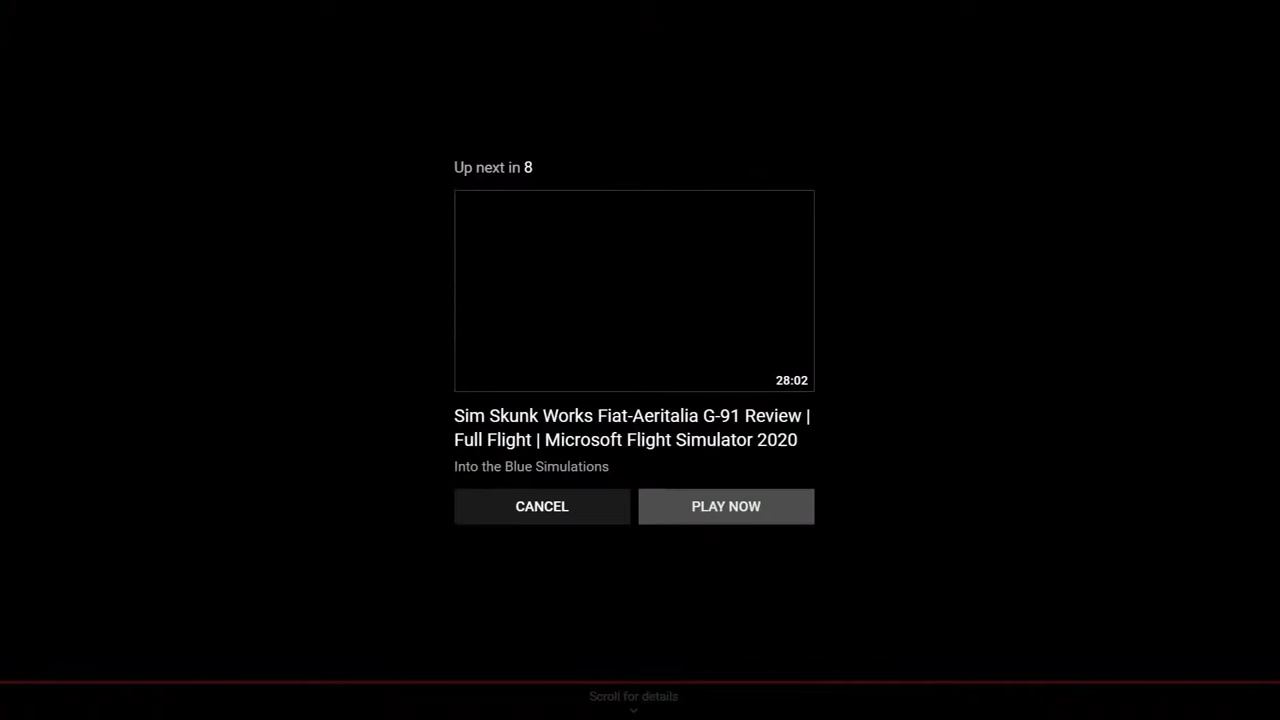 Up next in 8
28:02
Sim Skunk Works Fiat-Aeritalia G-91 Review |
Full Flight | Microsoft Flight Simulator 2020
Into the Blue Simulations
CANCEL
PLAY NOW
Scroll for details